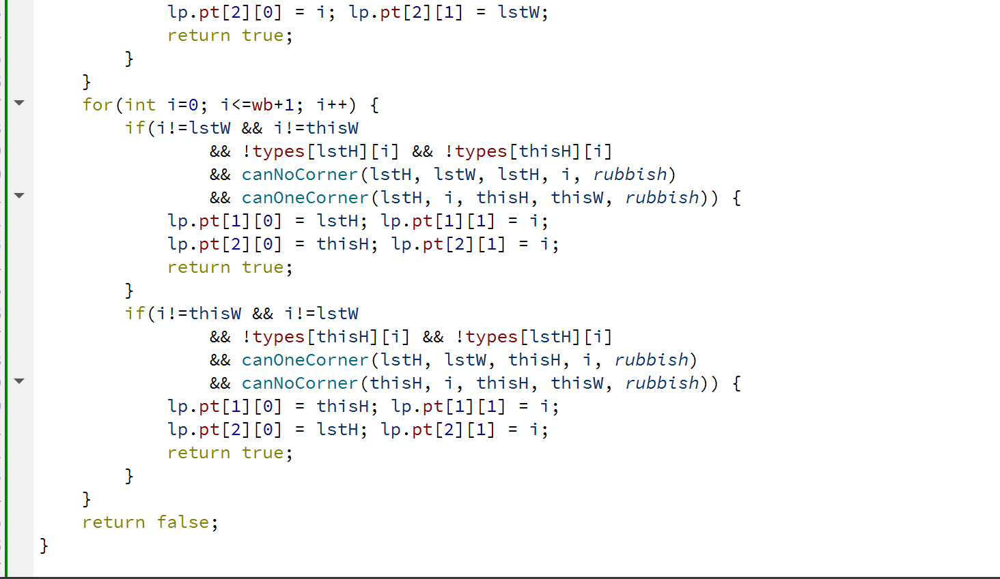 lp.pt[2][0] = i; lp.pt[2][1] = lstW;
return true;
}
}
for(int i=0; i<=wb+1; i++) {
if(i!=lstW && i!=thisW
&& !types[lstH][i] && !types[thisH][i]
&& canNoCorner(lstH, lstW, lstH, i, rubbish)
&& canOneCorner(lstH, i, thisH, thisW, rubbish)) {
lp.pt[1][0] = lstH; lp.pt[1][1] = i;
lp.pt[2][0] = thisH; lp.pt[2][1] = i;
return true;
}
if(i!=thisW && i!=lstW
&& !types[thisH][i] && !types[lstH][i]
&& canOneCorner(lstH, lstW, thisH, i, rubbish)
&& canNoCorner(thisH, i, thisH, thisW, rubbish)) {
lp.pt[1][0] = thisH; lp.pt[1][1] = i;
lp.pt[2][0] = lstH; lp.pt[2][1] = i;
return true;
}
}
return false;
}